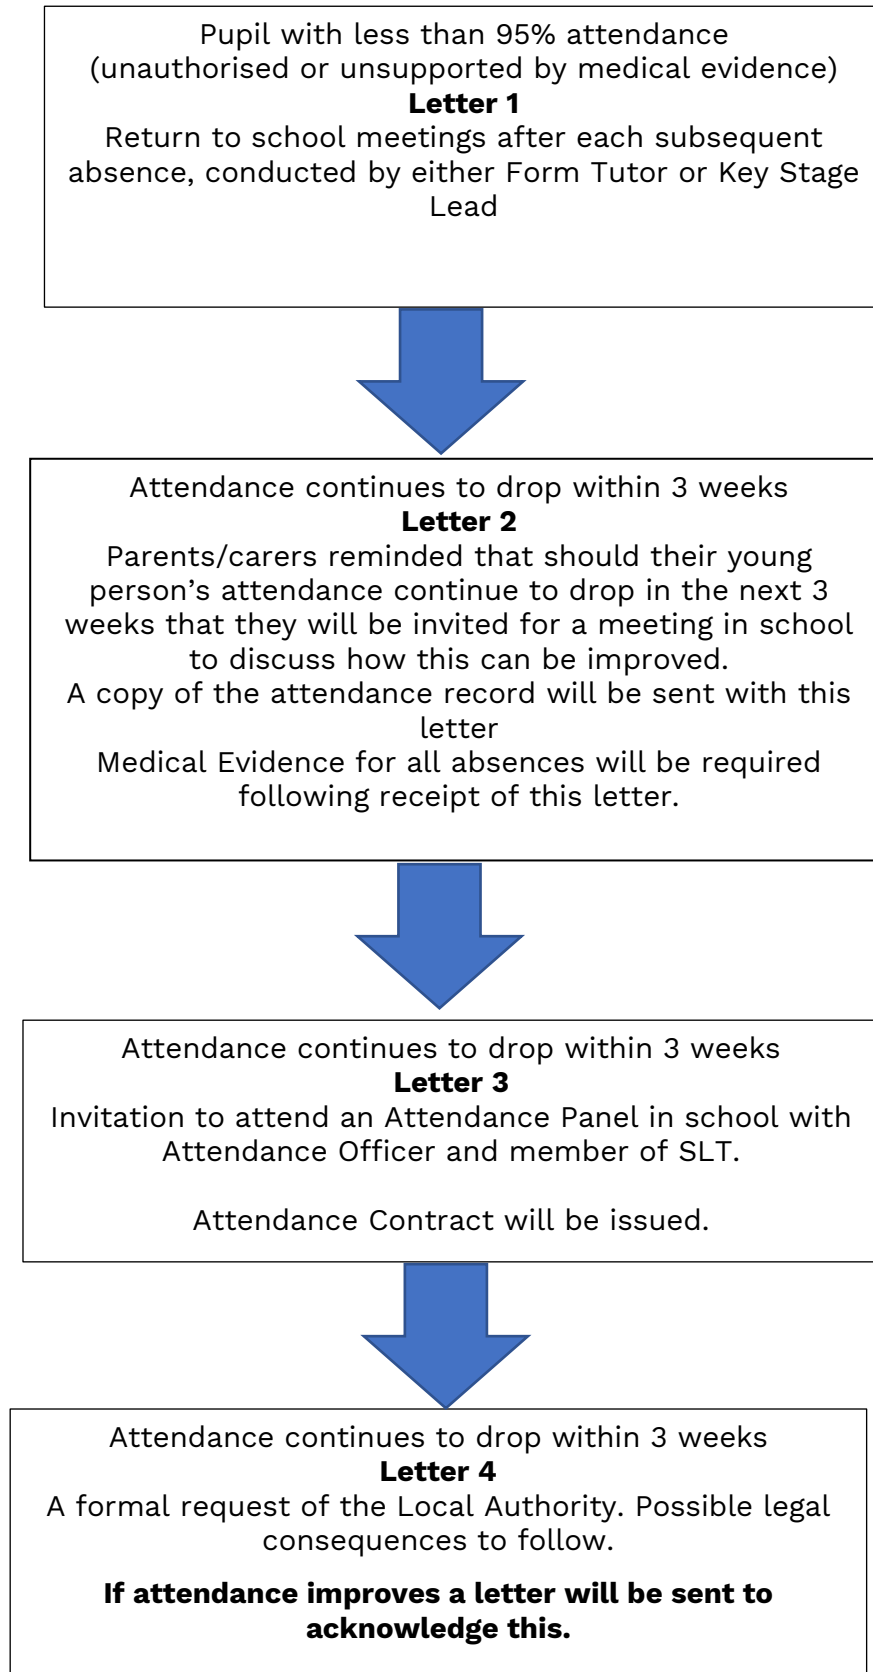 Pupil with less than 95% attendance
(unauthorised or unsupported by medical evidence)
Letter 1
Return to school meetings after each subsequent
absence, conducted by either Form Tutor or Key Stage
Lead
Attendance continues to drop within 3 weeks
Letter 2
Parents/carers reminded that should their young
person’s attendance continue to drop in the next 3
weeks that they will be invited for a meeting in school
to discuss how this can be improved.
A copy of the attendance record will be sent with this
letter
Medical Evidence for all absences will be required
following receipt of this letter.
Attendance continues to drop within 3 weeks
Letter 3
Invitation to attend an Attendance Panel in school with
Attendance Officer and member of SLT.
Attendance Contract will be issued.
Attendance continues to drop within 3 weeks
Letter 4
A formal request of the Local Authority. Possible legal
consequences to follow.
If attendance improves a letter will be sent to
acknowledge this.